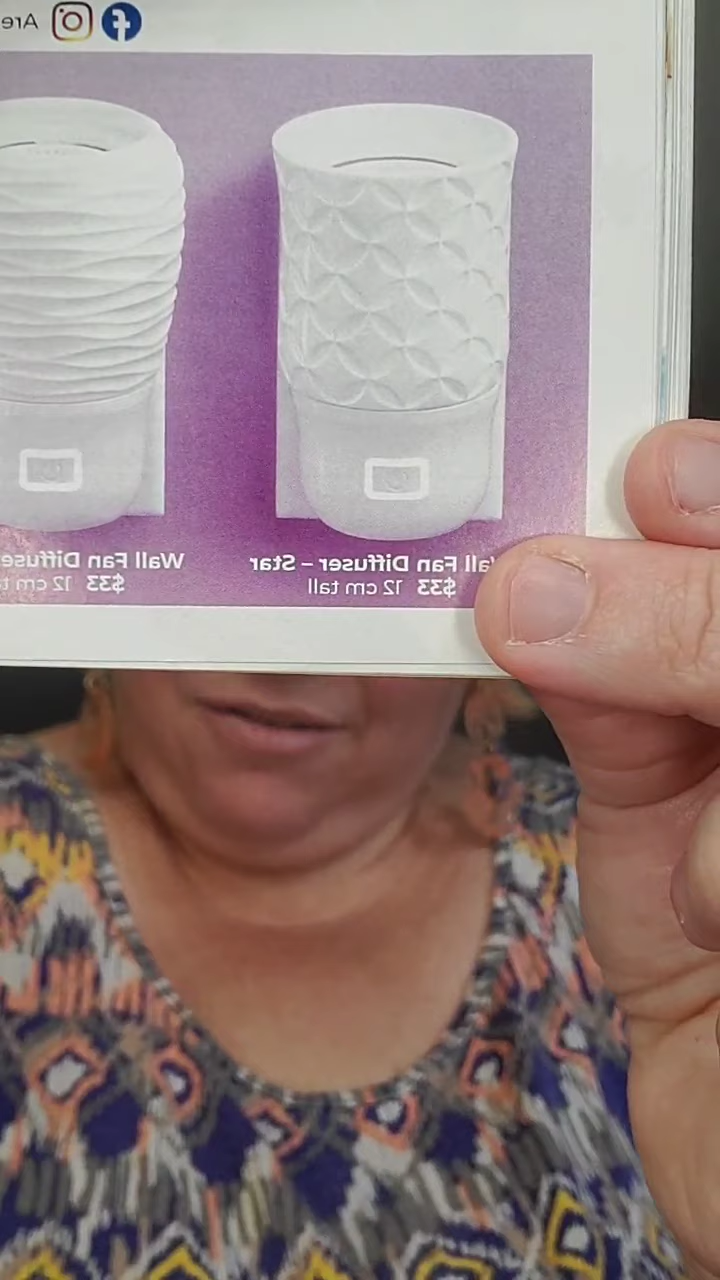 Are
Wall Fan Diffuse
$33 12 cm t
all Fan Diffuser – Star
$33 12 cm tall